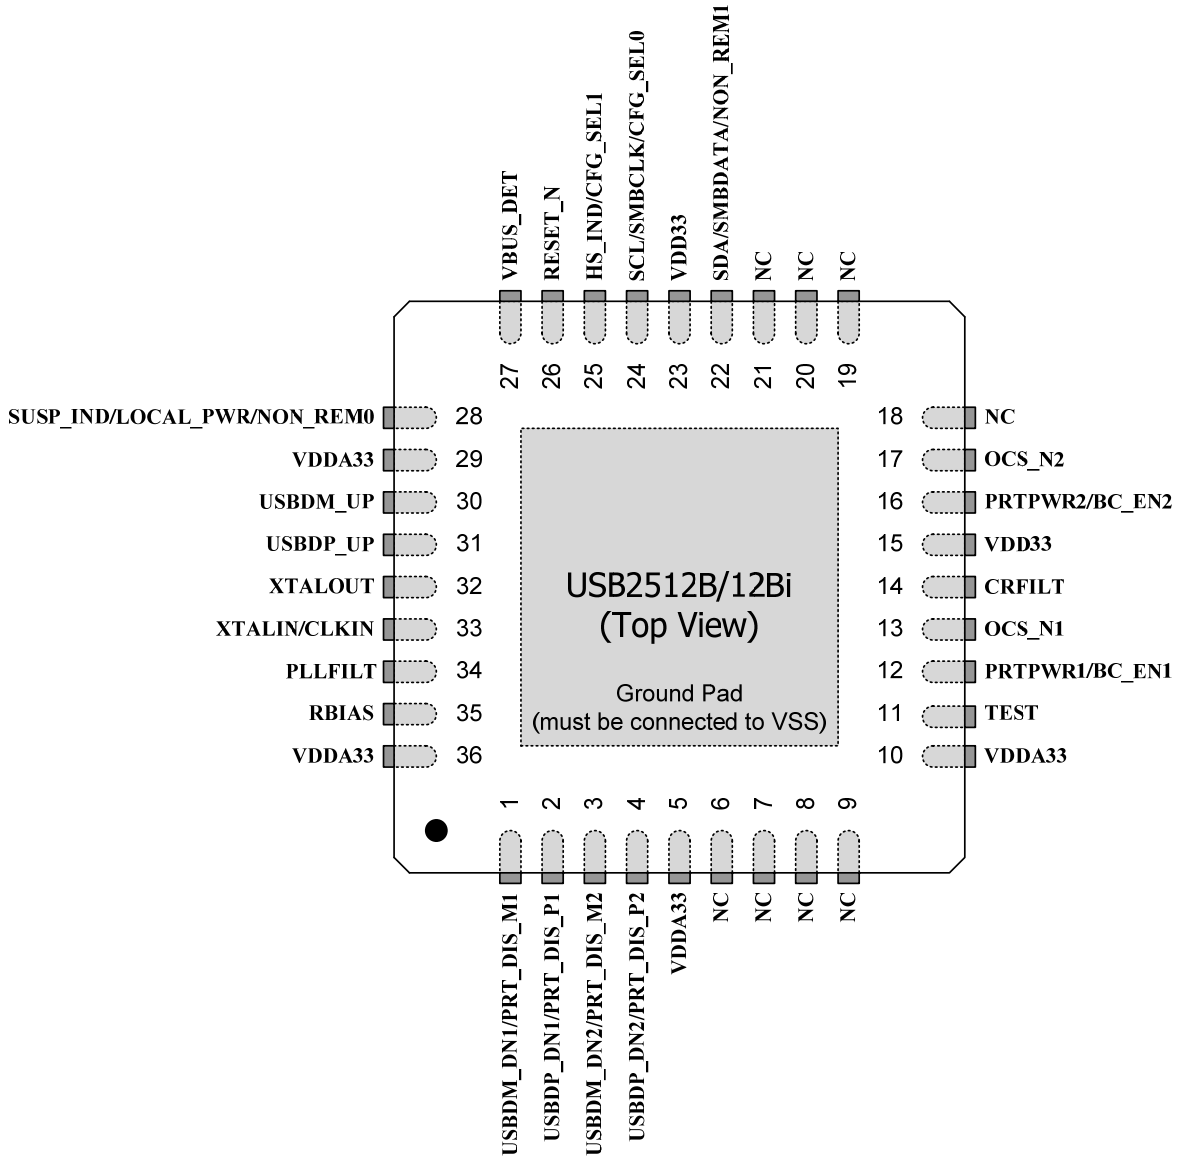 VBUS_DET
RESET_N
HS_IND/CFG_SEL1
SCL/SMBCLK/CFG_SEL0
VDD33
SDA/SMBDATA/NON_REM1
NC
NC
NC
27
26
25
24
23
22
21
20
19
SUSP_IND/LOCAL_PWR/NON_REM0 28
VDDA33 29
USBDM_UP 30
USBDP_UP 31
XTALOUT 32
XTALIN/CLKIN 33
PLLFILT 34
RBIAS 35
VDDA33 36
USB2512B/12Bi
(Top View)
Ground Pad
(must be connected to VSS)
18 NC
17 OCS_N2
16 PRTPWR2/BC_EN2
15 VDD33
14 CRFILT
13 OCS_N1
12 PRTPWR1/BC_EN1
11 TEST
10 VDDA33
1
2
3
4
5
6
7
8
9
USBDM_DN1/PRT_DIS_M1
USBDP_DN1/PRT_DIS_P1
USBDM_DN2/PRT_DIS_M2
USBDP_DN2/PRT_DIS_P2
VDDA33
NC
NC
NC
NC